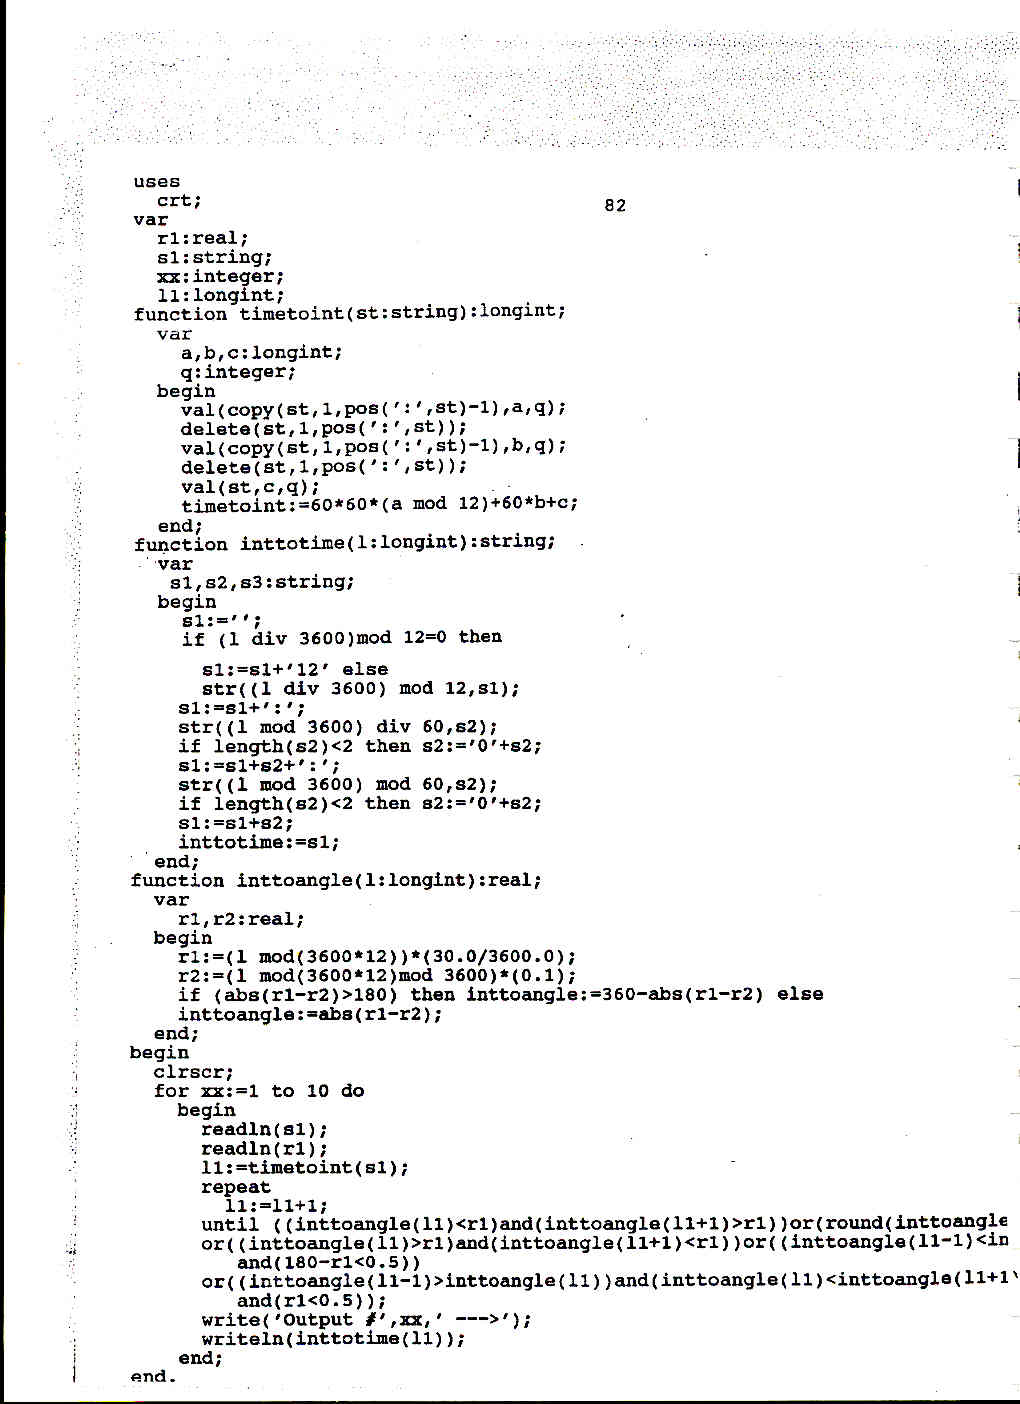 uses
  crt;
82
var
  r1:real;
  s1:string;
  xx:integer;
  l1:longint;
function timetoint(st:string):longint;
  var
    a,b,c:longint;
    q:integer;
  begin
    val(copy(st,1,pos(':',st)-1),a,q);
    delete(st,1,pos(':',st));
    val(copy(st,1,pos(':',st)-1),b,q);
    delete(st,1,pos(':',st));
    val(st,c,q);
    timetoint:=60*60*(a mod 12)+60*b+c;
  end;
function inttotime(l:longint):string;
  var
   s1,s2,s3:string;
  begin
    s1:='';
    if (l div 3600)mod 12=0 then
      s1:=s1+'12' else
      str((l div 3600) mod 12,s1);
    s1:=s1+':';
    str((l mod 3600) div 60,s2);
    if length(s2)<2 then s2:='0'+s2;
    s1:=s1+s2+':';
    str((l mod 3600) mod 60,s2);
    if length(s2)<2 then s2:='0'+s2;
    s1:=s1+s2;
    inttotime:=s1;
  end;
function inttoangle(l:longint):real;
  var
    r1,r2:real;
  begin
    r1:=(l mod(3600*12))*(30.0/3600.0);
    r2:=(l mod(3600*12)mod 3600)*(0.1);
    if (abs(r1-r2)>180) then inttoangle:=360-abs(r1-r2) else
    inttoangle:=abs(r1-r2);
  end;
begin
  clrscr;
  for xx:=1 to 10 do
    begin
      readln(s1);
      readln(r1);
      l1:=timetoint(s1);
      repeat
        l1:=l1+1;
      until ((inttoangle(l1)<r1)and(inttoangle(l1+1)>r1))or(round(inttoangle
      or((inttoangle(l1)>r1)and(inttoangle(l1+1)<r1))or((inttoangle(l1-1)<in
         and(180-r1<0.5))
      or((inttoangle(l1-1)>inttoangle(l1))and(inttoangle(l1)<inttoangle(l1+1
         and(r1<0.5));
      write('Output #',xx,' --->');
      writeln(inttotime(l1));
    end;
end.